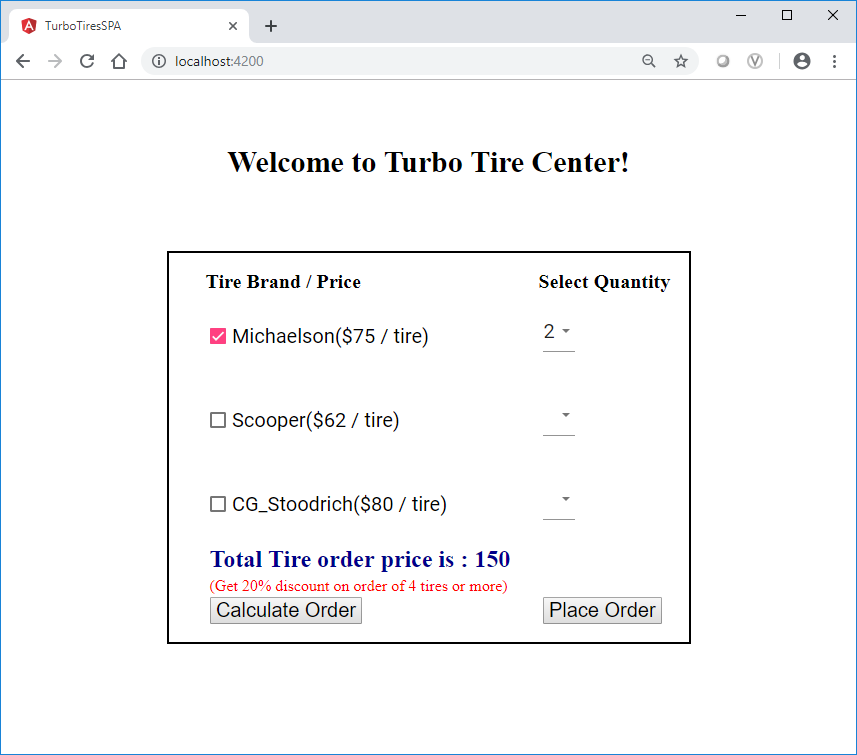 TurboTiresSPA
localhost:4200
Welcome to Turbo Tire Center!
Tire Brand / Price Select Quantity
Michaelson($75 / tire) 2
Scooper($62 / tire)
CG_Stoodrich($80 / tire)
Total Tire order price is : 150
(Get 20% discount on order of 4 tires or more)
Calculate Order Place Order